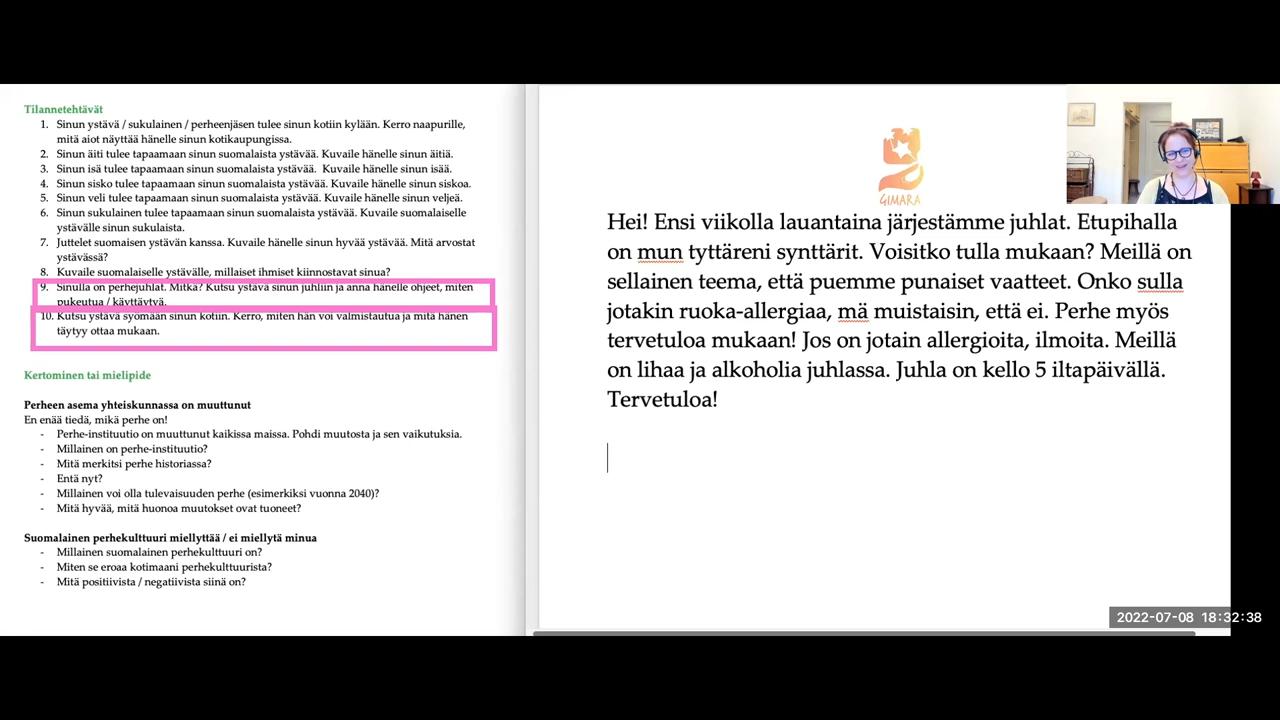 Tilannetehtävät
1. Sinun ystävä / sukulainen / perheenjäsen tulee sinun kotiin kylään. Kerro naapurille,
mitä aiot näyttää hänelle sinun kotikaupungissa.
2. Sinun äiti tulee tapaamaan sinun suomalaista ystävää. Kuvaile hänelle sinun äitiä.
3. Sinun isä tulee tapaamaan sinun suomalaista ystävää. Kuvaile hänelle sinun isää.
4. Sinun sisko tulee tapaamaan sinun suomalaista ystävää. Kuvaile hänelle sinun siskoa.
5. Sinun veli tulee tapaamaan sinun suomalaista ystävää. Kuvaile hänelle sinun veljeä.
6. Sinun sukulainen tulee tapaamaan sinun suomalaista ystävää. Kuvaile suomalaiselle
ystävälle sinun sukulaista.
7. Juttelet suomaisen ystävän kanssa. Kuvaile hänelle sinun hyvää ystävää. Mitä arvostat
ystävässä?
8. Kuvaile suomalaiselle ystävälle, millaiset ihmiset kiinnostavat sinua?
9. Sinulla on perhejuhlat. Mitkä? Kutsu ystävä sinun juhliin ja anna hänelle ohjeet, miten
pukeutua / käyttäytyä.
10. Kutsu ystävä syömään sinun kotiin. Kerro, miten hän voi valmistautua ja mitä hänen
täytyy ottaa mukaan.
Kertominen tai mielipide
Perheen asema yhteiskunnassa on muuttunut
En enää tiedä, mikä perhe on!
- Perhe-instituutio on muuttunut kaikissa maissa. Pohdi muutosta ja sen vaikutuksia.
- Millainen on perhe-instituutio?
- Mitä merkitsi perhe historiassa?
- Entä nyt?
- Millainen voi olla tulevaisuuden perhe (esimerkiksi vuonna 2040)?
- Mitä hyvää, mitä huonoa muutokset ovat tuoneet?
Suomalainen perhekulttuuri miellyttää / ei miellytä minua
- Millainen suomalainen perhekulttuuri on?
- Miten se eroaa kotimaani perhekulttuurista?
- Mitä positiivista / negatiivista siinä on?
GIMARA
Hei! Ensi viikolla lauantaina järjestämme juhlat. Etupihalla
on mun tyttäreni synttärit. Voisitko tulla mukaan? Meillä on
sellainen teema, että puemme punaiset vaatteet. Onko sulla
jotakin ruoka-allergiaa, mä muistaisin, että ei. Perhe myös
tervetuloa mukaan! Jos on jotain allergioita, ilmoita. Meillä
on lihaa ja alkoholia juhlassa. Juhla on kello 5 iltapäivällä.
Tervetuloa!
2022-07-08 18:32:38